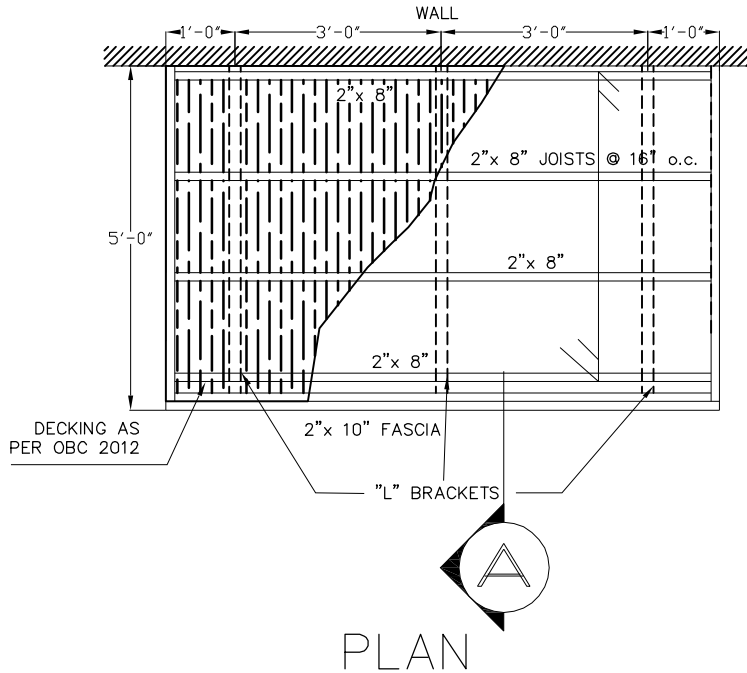 WALL
1'-0" 3'-0" 3'-0" 1'-0"
2"x 8"
2"x 8" JOISTS @ 16" o.c.
5'-0"
2"x 8"
2"x 8"
DECKING AS
PER OBC 2012
2"x 10" FASCIA
"L" BRACKETS
A
PLAN